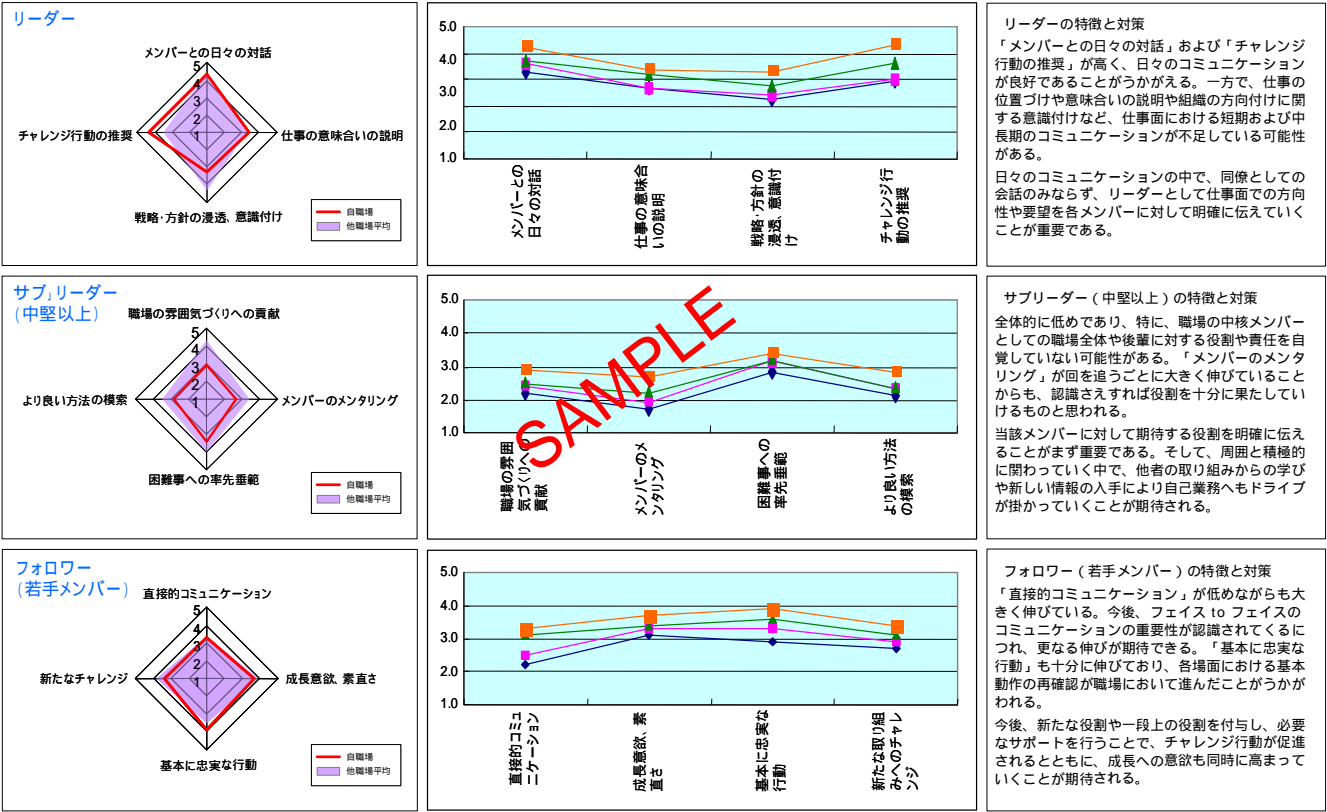 リーダー
メンバーとの日々の対話
5
4
3
2
1
チャレンジ行動の推奨
仕事の意味合いの説明
戦略・方針の浸透、意識付け
自職場
他職場平均
5.0
4.0
3.0
2.0
1.0
メンバーとの
日々の対話
仕事の意味合
いの説明
戦略・方針の
浸透、意識付
け
チャレンジ行
動の推奨
リーダーの特徴と対策
「メンバーとの日々の対話」および「チャレンジ
行動の推奨」が高く、日々のコミュニケーション
が良好であることがうかがえる。一方で、仕事の
位置づけや意味合いの説明や組織の方向付けに関
する意識付けなど、仕事面における短期および中
長期のコミュニケーションが不足している可能性
がある。
日々のコミュニケーションの中で、同僚としての
会話のみならず、リーダーとして仕事面での方向
性や要望を各メンバーに対して明確に伝えていく
ことが重要である。
サブ」リーダー
(中堅以上)
職場の雰囲気づくりへの貢献
5
4
3
2
1
より良い方法の模索
メンバーのメンタリング
困難事への率先垂範
自職場
他職場平均
5.0
4.0
3.0
2.0
1.0
職場の雰囲
気づくりへの
貢献
メンバーのメ
ンタリング
困難事への
率先垂範
より良い方法
の模索
SAMPLE
サブリーダー(中堅以上)の特徴と対策
全体的に低めであり、特に、職場の中核メンバー
としての職場全体や後輩に対する役割や責任を自
覚していない可能性がある。「メンバーのメンタ
リング」が回を追うごとに大きく伸びていること
からも、認識さえすれば役割を十分に果たしてい
けるものと思われる。
当該メンバーに対して期待する役割を明確に伝え
ることがまず重要である。そして、周囲と積極的
に関わっていく中で、他者の取り組みからの学び
や新しい情報の入手により自己業務へもドライブ
が掛かっていくことが期待される。
フォロワー
(若手メンバー)
直接的コミュニケーション
5
4
3
2
1
新たなチャレンジ
成長意欲、素直さ
基本に忠実な行動
自職場
他職場平均
5.0
4.0
3.0
2.0
1.0
直接的コミュ
ニケーション
成長意欲、素
直さ
基本に忠実な
行動
新たな取り組
みへのチャレ
ンジ
フォロワー(若手メンバー)の特徴と対策
「直接的コミュニケーション」が低めながらも大
きく伸びている。今後、フェイス to フェイスの
コミュニケーションの重要性が認識されてくるに
つれ、更なる伸びが期待できる。「基本に忠実な
行動」も十分に伸びており、各場面における基本
動作の再確認が職場において進んだことがうかが
われる。
今後、新たな役割や一段上の役割を付与し、必要
なサポートを行うことで、チャレンジ行動が促進
されるとともに、成長への意欲も同時に高まって
いくことが期待される。